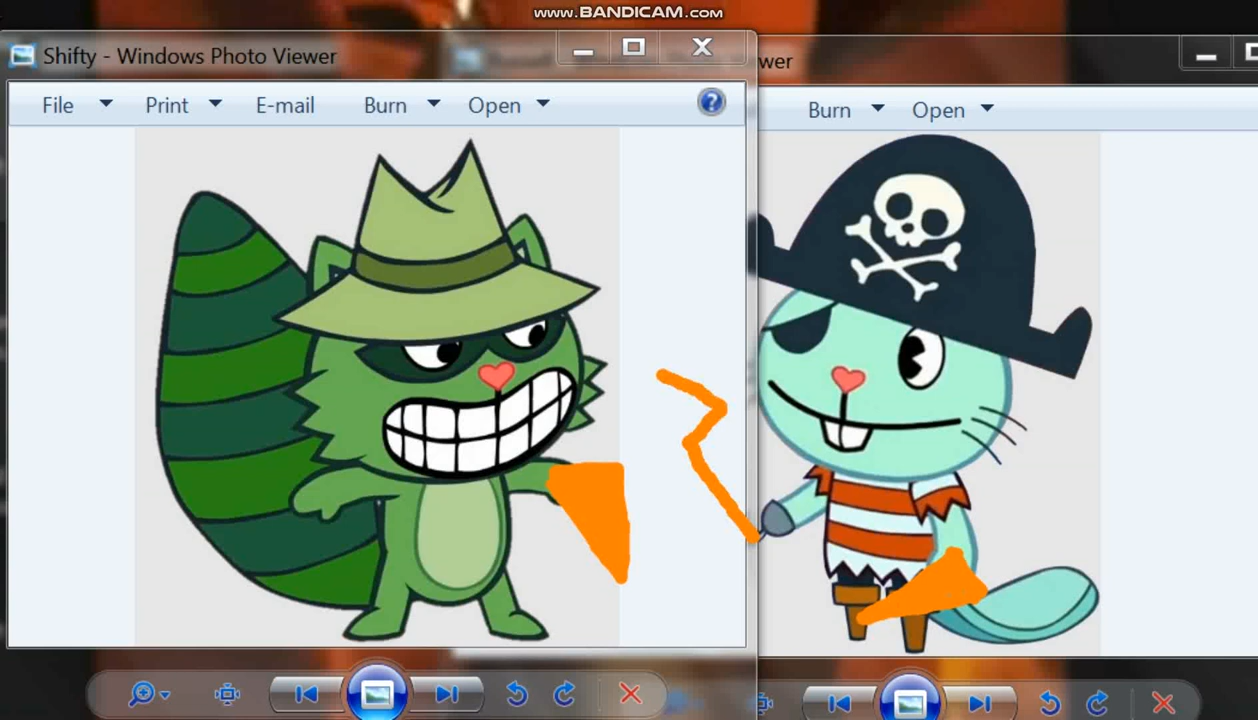 www.BANDICAM.com
Shifty - Windows Photo Viewer
wer
File Print E-mail Burn Open
Burn Open